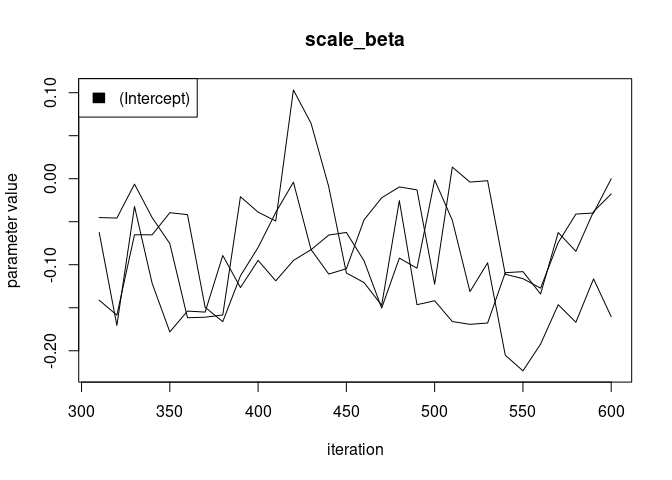 scale_beta
(Intercept)
0.10
0.00
-0.10
-0.20
parameter value
300 350 400 450 500 550 600
iteration